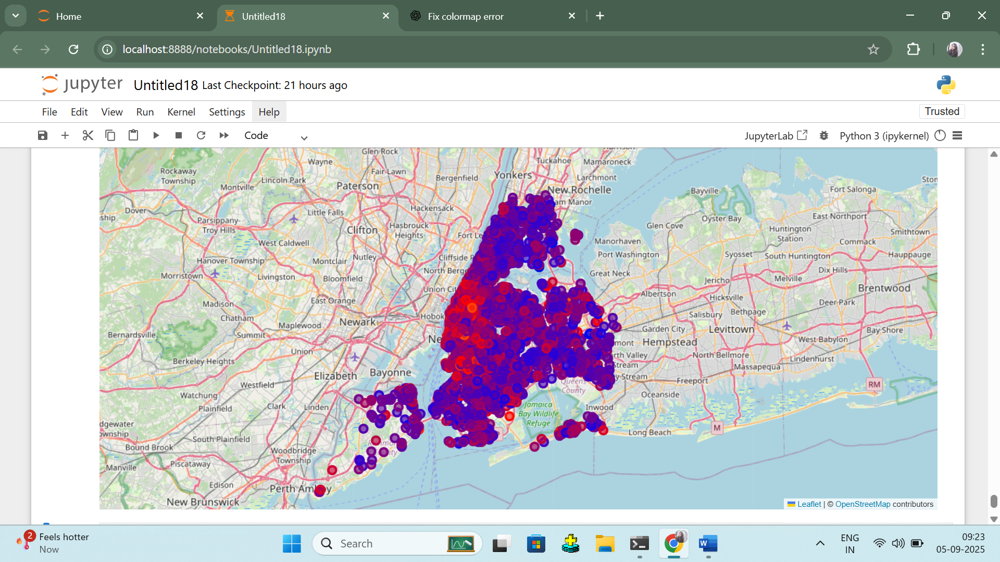 Home
Untitled18
Fix colormap error
localhost:8888/notebooks/Untitled18.ipynb
jupyter Untitled18 Last Checkpoint: 21 hours ago
File Edit View Run Kernel Settings Help
Trusted
Code
JupyterLab
Python 3 (ipykernel)
Glen Rock
Tuckahoe
Mamaroneck
Wayne
Rockaway
Township
Fair Lawn
Yonkers
Larchmont
Lincoln Park
Bergenfield
Montville
Paterson
New Rochelle
Bayville
Fort Salonga
am Manor
Dover
Little Falls
Hackensack
ship
Parsippany-
Troy Hills
Oyster Bay
East Northport
Clifton
Hasbrouck
Heights
Glen Cove
Huntington
Station
Smithtown
Fort Le
West Caldwell
Manorhaven
Commack
Nutley
Montclair
Cliffside P
Port Washington
Syosset
South Huntington
Hauppauge
Hanover Township
Morristown
Livingston
North Berge
Great Neck
Dix Hills
Bloomfield
Jericho
Melville
Union Cit
Brentwood
Albertson
East Orange
Hicksville
Deer Park
Madison
Chatham
Hobok
Salisbury
Bethpage
Maplewood
Newark
Garden City
Levittown
Bay Shore
Bernardsville
Summit
Ne
mont
Hempstead
West Babylon
Union
rth Valley
Stream
North Bellmore
Lindenhurst
Berkeley Heights
Massapequa
Elizabeth
Bayonne
y Stream
Freeport
RM
Westfield
Queens
County
Oceanside
Watchung
Plainfield
Clark
Linden
Jamaica
Bay Wildlife
Refuge
Inwood
dgewater
ownship
South Plainfield
M
Long Beach
Bound Brook
Woodbridge
Township
Piscataway
Manville
Edison
Perth Am y
New Brunswick
Leaflet | © OpenStreetMap contributors
2
Feels hotter
Now
Search
W
ENG
IN
09:23
05-09-2025